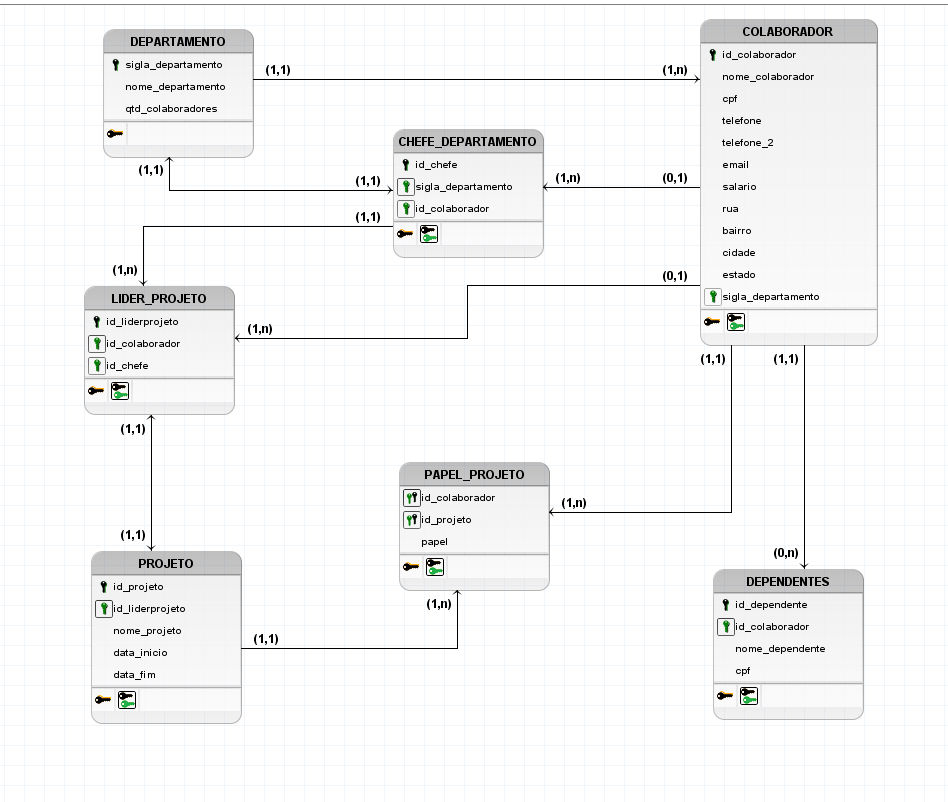 DEPARTAMENTO
sigla_departamento
nome_departamento
qtd_colaboradores
(1,1)
(1,n)
COLABORADOR
id_colaborador
nome_colaborador
cpf
telefone
telefone_2
email
salario
rua
bairro
cidade
estado
sigla_departamento
CHEFE_DEPARTAMENTO
id_chefe
sigla_departamento
id_colaborador
(1,1)
(1,1)
(1,n)
(0,1)
(1,1)
(1,n)
(0,1)
(1,n)
LIDER_PROJETO
id_liderprojeto
id_colaborador
id_chefe
(1,1)
(1,1)
(1,1)
(1,1)
PAPEL_PROJETO
id_colaborador
id_projeto
papel
(1,n)
(1,n)
(1,1)
PROJETO
id_projeto
id_liderprojeto
nome_projeto
data_inicio
data_fim
(0,n)
DEPENDENTES
id_dependente
id_colaborador
nome_dependente
cpf